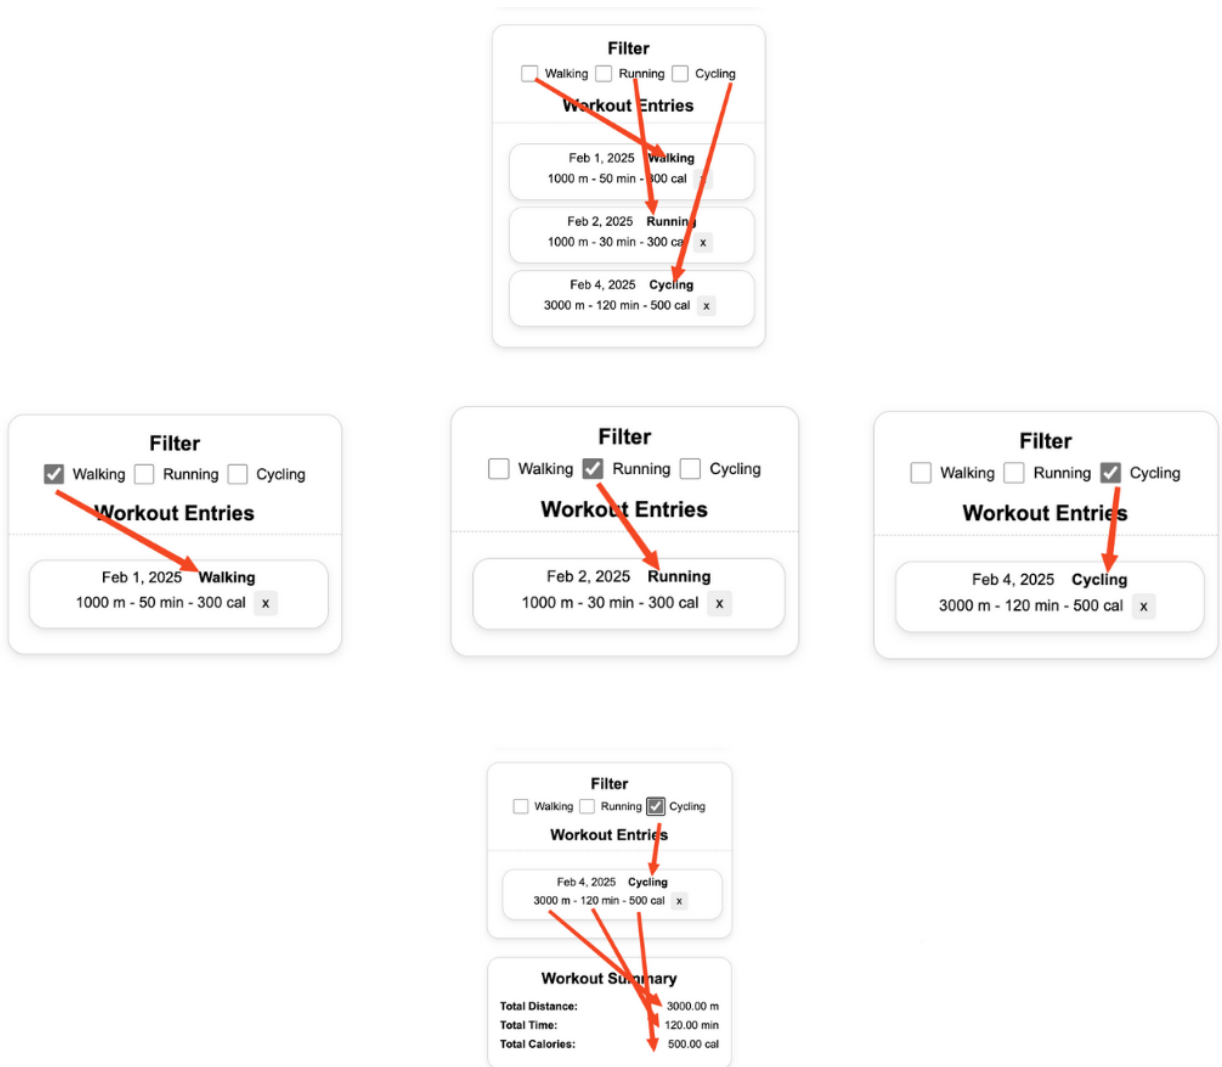 Filter
Walking Running Cycling
Workout Entries
Feb 1, 2025 Walking
1000 m - 50 min - 300 cal x
Feb 2, 2025 Running
1000 m - 30 min - 300 cal x
Feb 4, 2025 Cycling
3000 m - 120 min - 500 cal x
Filter
Walking Running Cycling
Workout Entries
Feb 1, 2025 Walking
1000 m - 50 min - 300 cal x
Filter
Walking Running Cycling
Workout Entries
Feb 2, 2025 Running
1000 m - 30 min - 300 cal x
Filter
Walking Running Cycling
Workout Entries
Feb 4, 2025 Cycling
3000 m - 120 min - 500 cal x
Filter
Walking Running Cycling
Workout Entries
Feb 4, 2025 Cycling
3000 m - 120 min - 500 cal x
Workout Summary
Total Distance: 3000.00 m
Total Time: 120.00 min
Total Calories: 500.00 cal